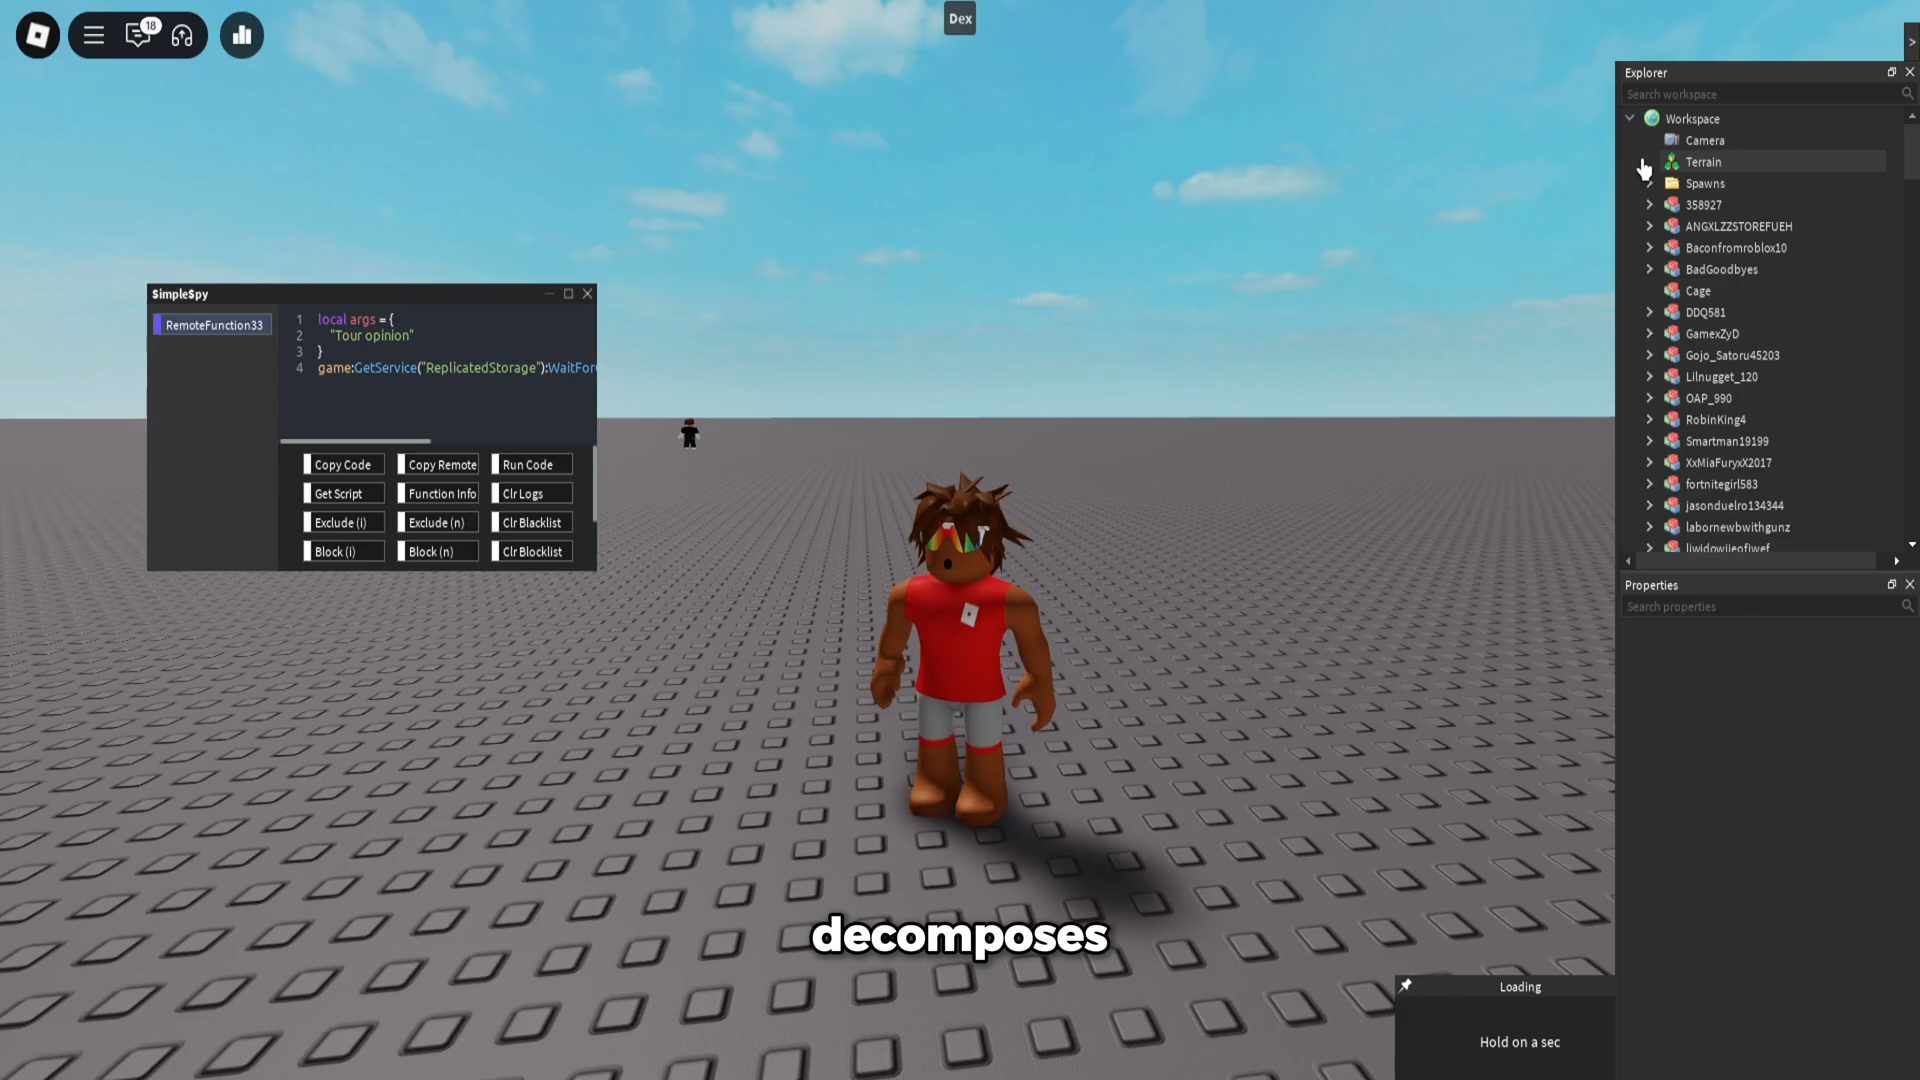 18
Dex
>
Explorer
Search workspace
Workspace
Camera
Terrain
Spawns
358927
ANGXLZZSTOREFUEH
Baconfromroblox10
BadGoodbyes
Cage
DDQ581
GamexZyD
Gojo_Satoru45203
Lilnugget_120
OAP_990
RobinKing4
Smartman19199
XxMiaFuryxX2017
fortnitegirl583
jasonduelro134344
labornewbwithgunz
Properties
Search properties
SimpleSpy
RemoteFunction33
1 local args = {
2 "Tour opinion"
3 }
4 game:GetService("ReplicatedStorage"):WaitFor
Copy Code Copy Remote Run Code
Get Script Function Info Clr Logs
Exclude (i) Exclude (n) Clr Blacklist
Block (i) Block (n) Clr Blocklist
decomposes
Loading
Hold on a sec